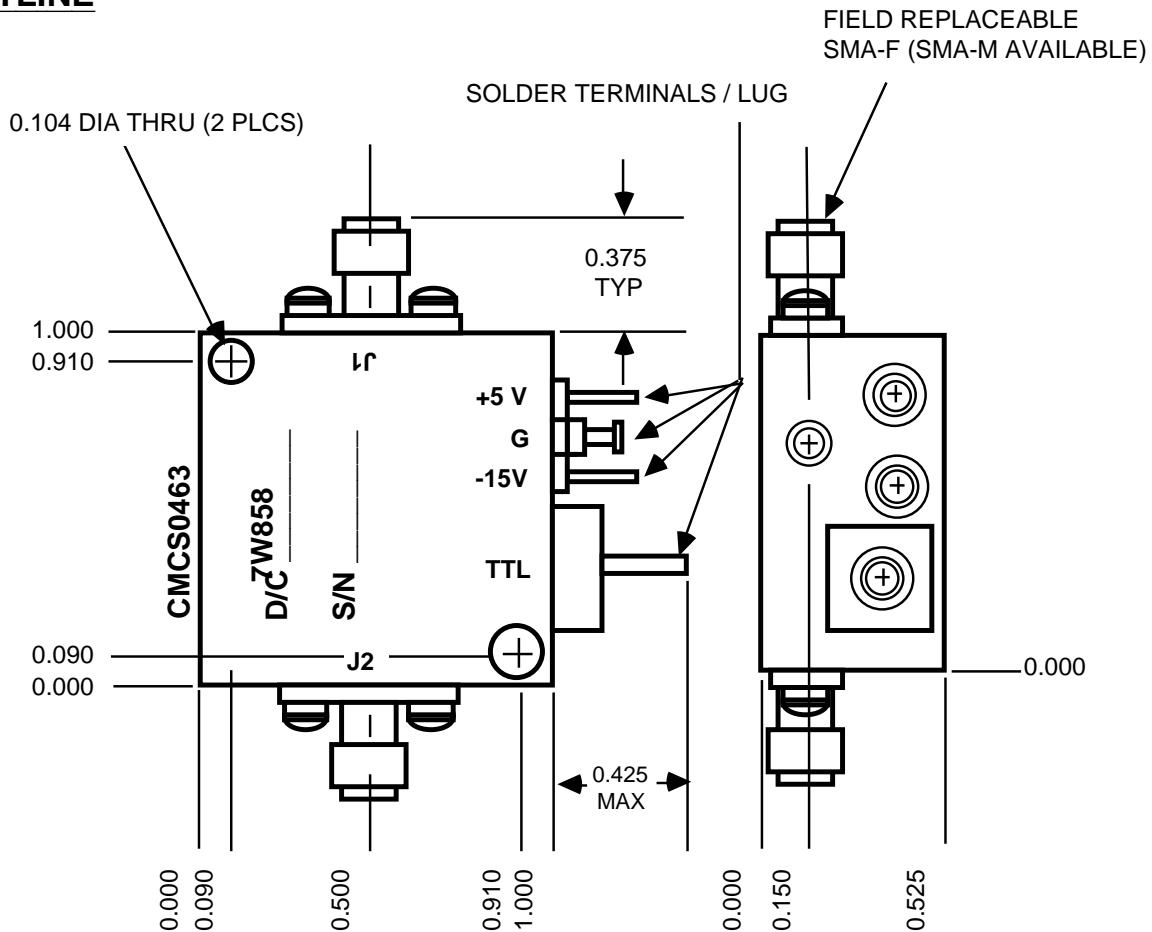 FIELD REPLACEABLE
SMA-F (SMA-M AVAILABLE)
SOLDER TERMINALS / LUG
0.104 DIA THRU (2 PLCS)
0.375
TYP
1.000
0.910
J1
+5 V
G
-15V
TTL
CMCS0463
7W858
D/C
S/N
J2
0.090
0.000
0.000
0.425
MAX
0.000
0.090
0.500
0.910
1.000
0.000
0.150
0.525